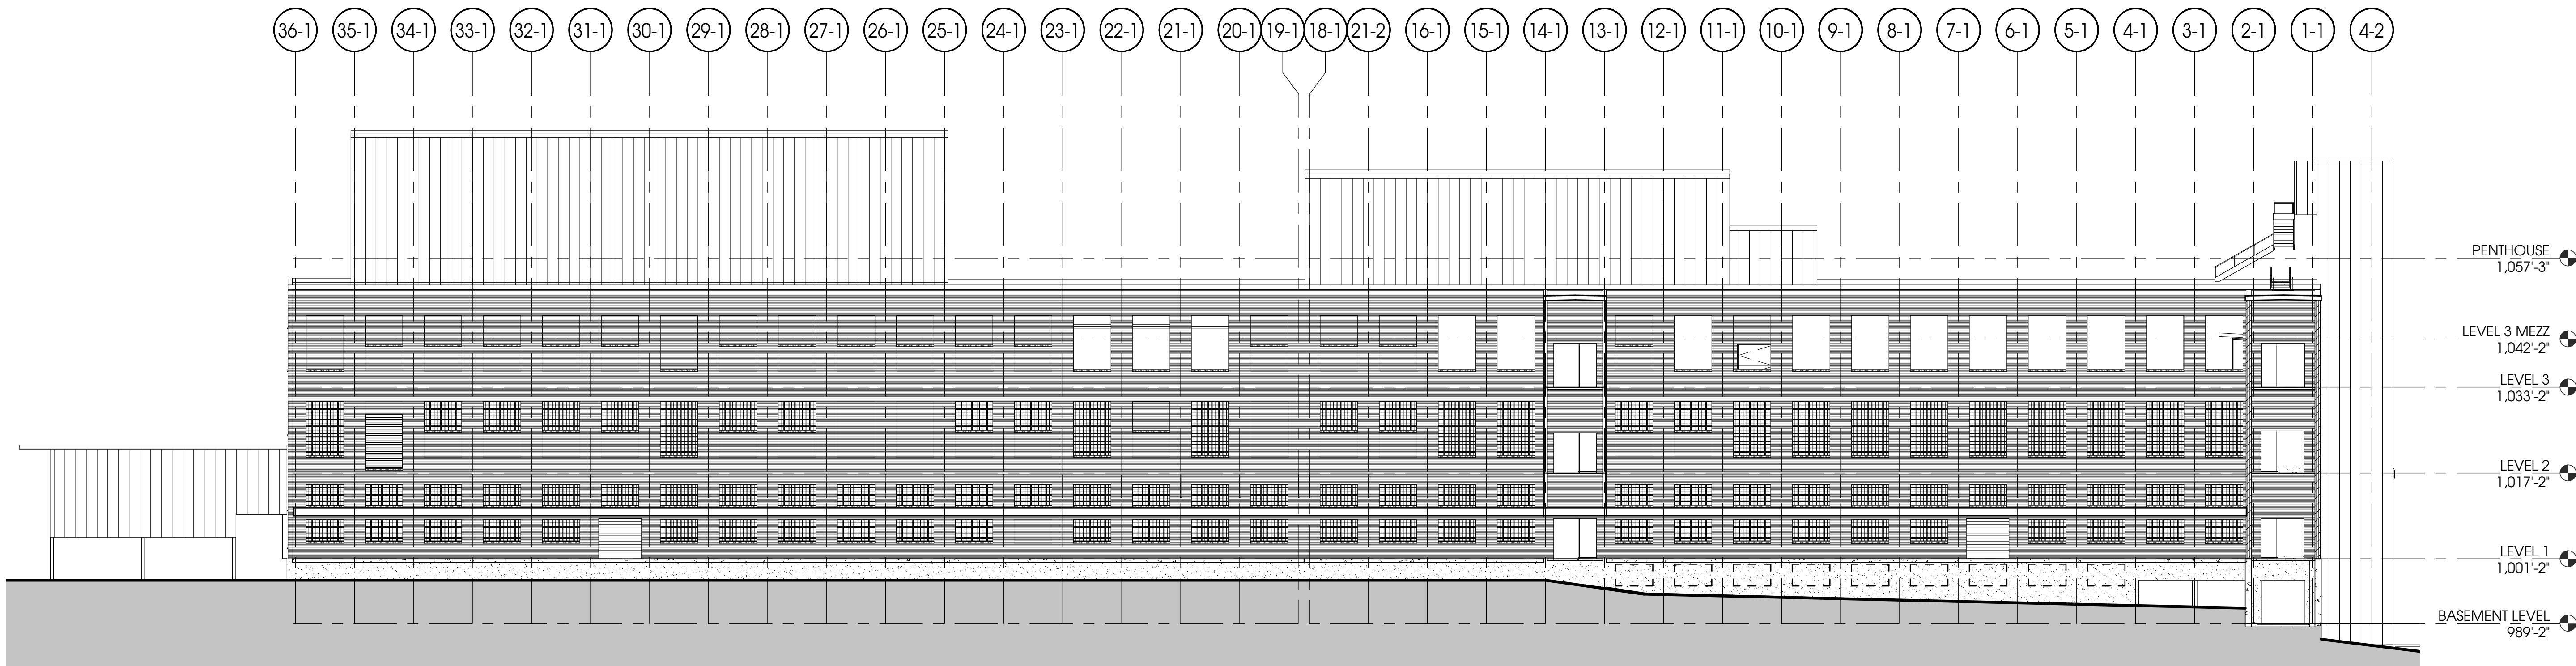 36-1 35-1 34-1 33-1 32-1 31-1 30-1 29-1 28-1 27-1 26-1 25-1 24-1 23-1 22-1 21-1 20-1 19-1 18-1 21-2 16-1 15-1 14-1 13-1 12-1 11-1 10-1 9-1 8-1 7-1 6-1 5-1 4-1 3-1 2-1 1-1 4-2
PENTHOUSE
1,057'-3"
LEVEL 3 MEZZ
1,042'-2"
LEVEL 3
1,033'-2"
LEVEL 2
1,017'-2"
LEVEL 1
1,001'-2"
BASEMENT LEVEL
989'-2"